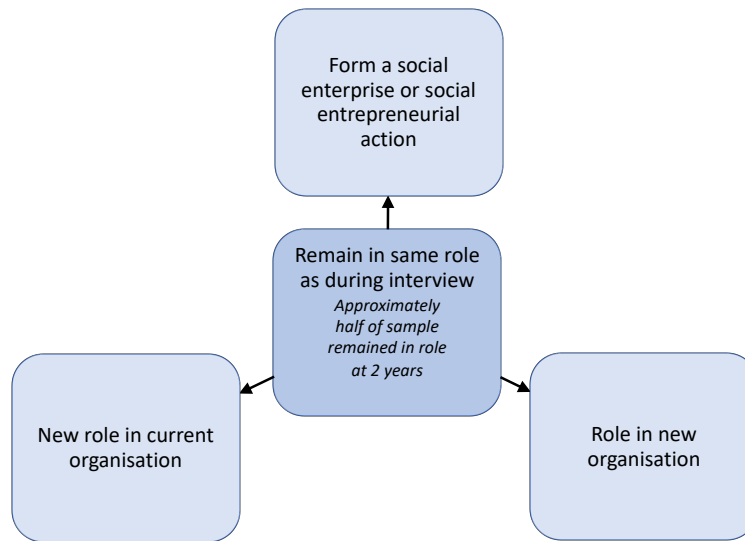 Form a social
enterprise or social
entrepreneurial
action
Remain in same role
as during interview
Approximately
half of sample
remained in role
at 2 years
New role in current
organisation
Role in new
organisation